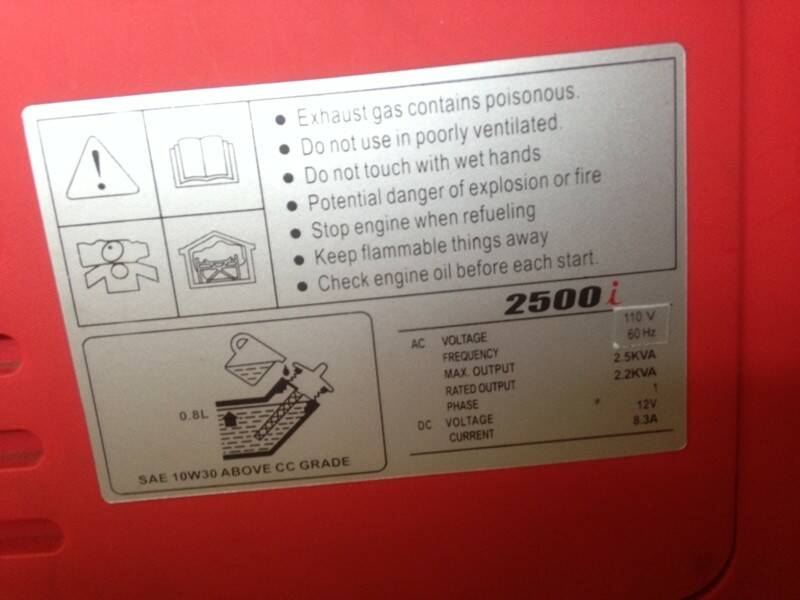 • Exhaust gas contains poisonous.
• Do not use in poorly ventilated.
• Do not touch with wet hands
• Potential danger of explosion or fire
• Stop engine when refueling
• Keep flammable things away
• Check engine oil before each start.
2500i
AC VOLTAGE 110 V
FREQUENCY 60 Hz
MAX. OUTPUT 2.5KVA
RATED OUTPUT 2.2KVA
PHASE 1
DC VOLTAGE 12V
CURRENT 8.3A
0.8L
SAE 10W30 ABOVE CC GRADE